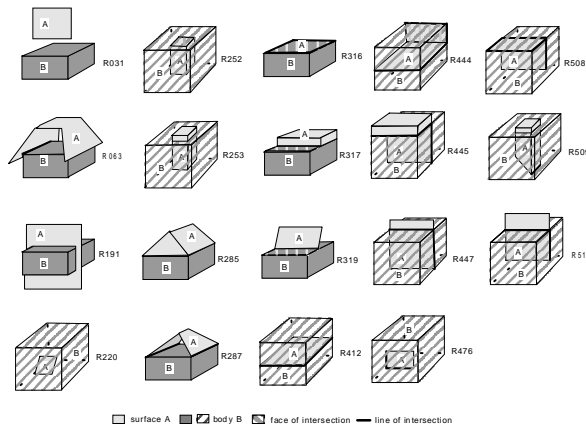 A
B
R031
A
B
R252
A
B
R316
A
B
R444
A
B
R508
A
B
R063
A
B
R253
A
B
R317
A
B
R445
A
B
R509
A
B
R191
A
B
R285
A
B
R319
A
B
R447
A
B
R51
A
B
R220
A
B
R287
A
B
R412
A
B
R476
surface A body B face of intersection line of intersection